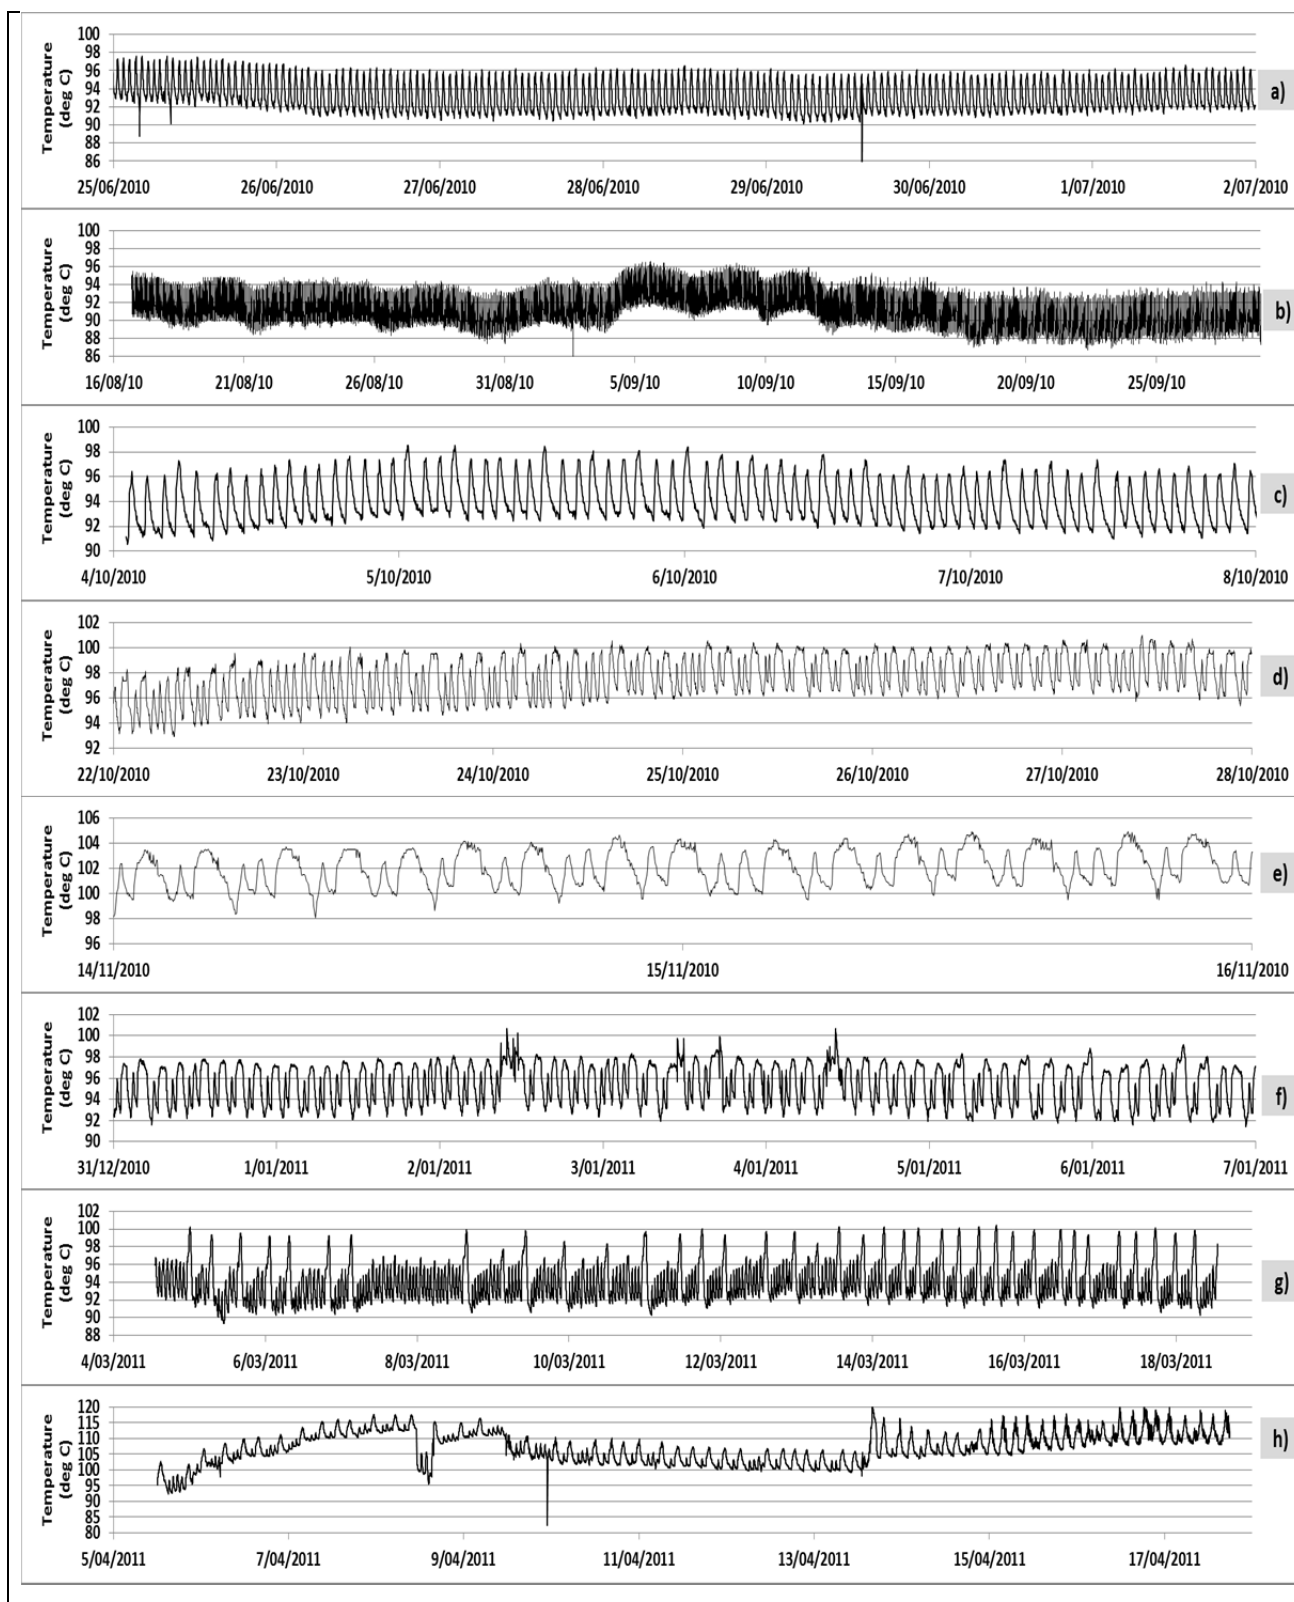 Temperature
(deg C)
100
98
96
94
92
90
88
86
25/06/2010 26/06/2010 27/06/2010 28/06/2010 29/06/2010 30/06/2010 1/07/2010 2/07/2010
a)
Temperature
(deg C)
100
98
96
94
92
90
88
86
16/08/10 21/08/10 26/08/10 31/08/10 5/09/10 10/09/10 15/09/10 20/09/10 25/09/10
b)
Temperature
(deg C)
100
98
96
94
92
90
4/10/2010 5/10/2010 6/10/2010 7/10/2010 8/10/2010
c)
Temperature
(deg C)
102
100
98
96
94
92
22/10/2010 23/10/2010 24/10/2010 25/10/2010 26/10/2010 27/10/2010 28/10/2010
d)
Temperature
(deg C)
106
104
102
100
98
96
14/11/2010 15/11/2010 16/11/2010
e)
Temperature
(deg C)
102
100
98
96
94
92
90
31/12/2010 1/01/2011 2/01/2011 3/01/2011 4/01/2011 5/01/2011 6/01/2011 7/01/2011
f)
Temperature
(deg C)
102
100
98
96
94
92
90
88
4/03/2011 6/03/2011 8/03/2011 10/03/2011 12/03/2011 14/03/2011 16/03/2011 18/03/2011
g)
Temperature
(deg C)
120
115
110
105
100
95
90
85
80
5/04/2011 7/04/2011 9/04/2011 11/04/2011 13/04/2011 15/04/2011 17/04/2011
h)